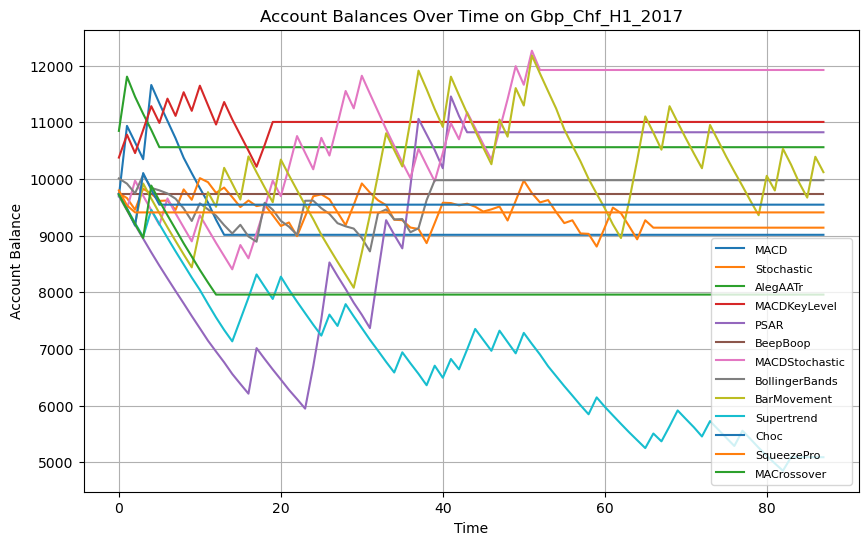 Account Balances Over Time on Gbp_Chf_H1_2017
Account Balance
12000
11000
10000
9000
8000
7000
6000
5000
0
20
40
60
80
Time
MACD
Stochastic
AlegAATr
MACDKeyLevel
PSAR
BeepBoop
MACDStochastic
BollingerBands
BarMovement
Supertrend
Choc
SqueezePro
MACrossover